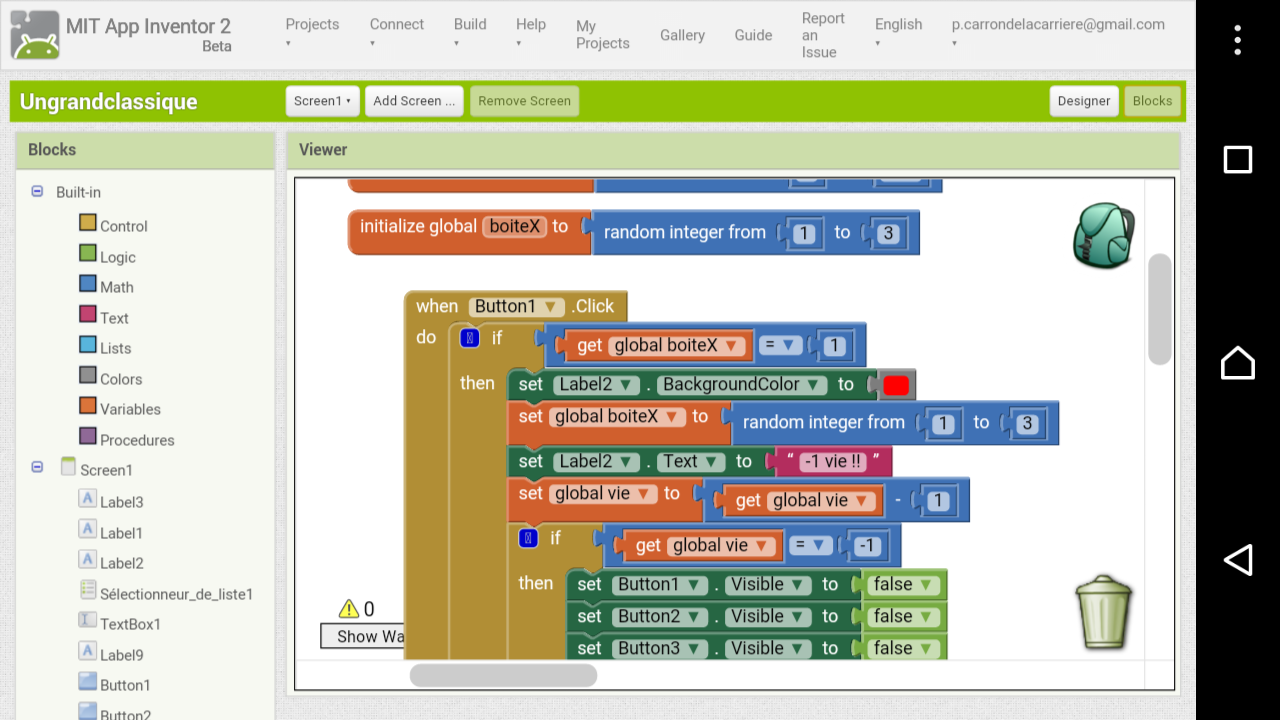 MIT App Inventor 2
Beta
Projects
Connect
Build
Help
My
Projects
Gallery
Guide
Report
an
Issue
English
p.carrondelacarriere@gmail.com
Ungrandclassique
Screen1
Add Screen ...
Remove Screen
Designer
Blocks
Blocks
Built-in
Control
Logic
Math
Text
Lists
Colors
Variables
Procedures
Screen1
Label3
Label1
Label2
Sélectionneur_de_liste1
TextBox1
Label9
Button1
Button2
Viewer
initialize global boiteX to random integer from 1 to 3
when Button1 .Click
do if get global boiteX = 1
then set Label2 . BackgroundColor to
set global boiteX to random integer from 1 to 3
set Label2 . Text to “ -1 vie !! ”
set global vie to get global vie - 1
if get global vie = -1
then set Button1 . Visible to false
set Button2 . Visible to false
set Button3 . Visible to false
0
Show Wa